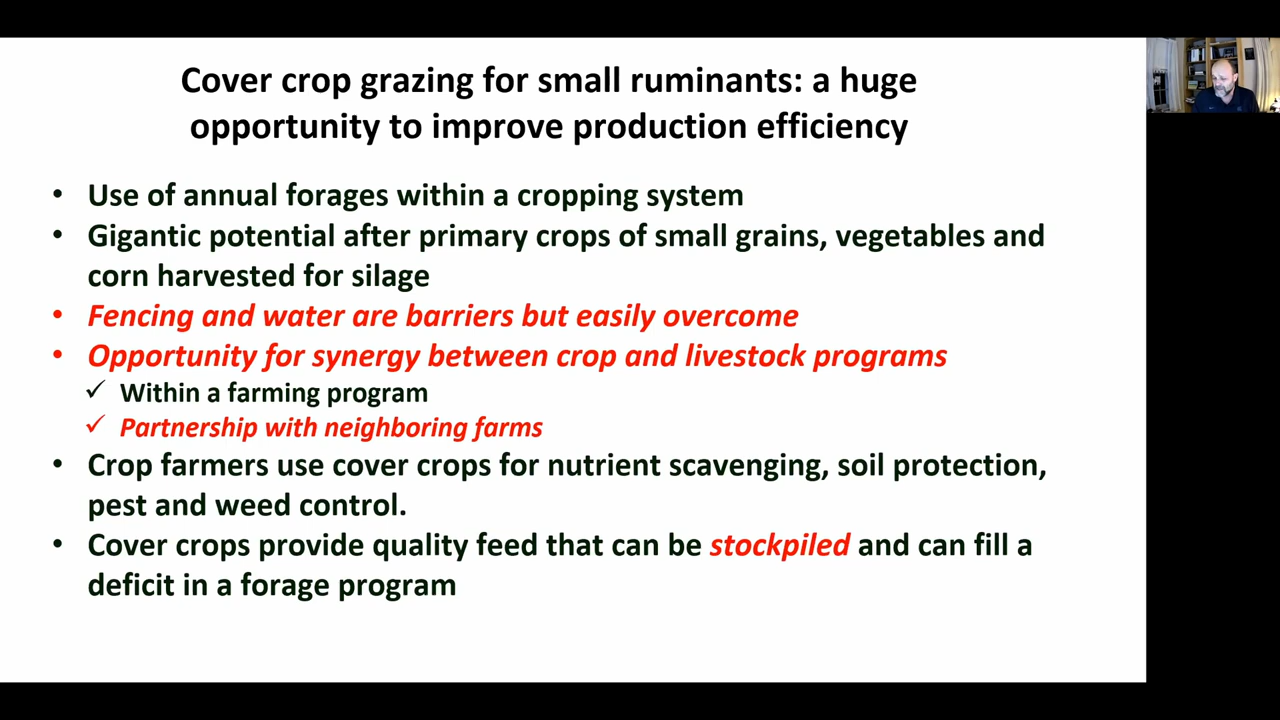 Cover crop grazing for small ruminants: a huge
opportunity to improve production efficiency
• Use of annual forages within a cropping system
• Gigantic potential after primary crops of small grains, vegetables and
corn harvested for silage
• Fencing and water are barriers but easily overcome
• Opportunity for synergy between crop and livestock programs
✓ Within a farming program
✓ Partnership with neighboring farms
• Crop farmers use cover crops for nutrient scavenging, soil protection,
pest and weed control.
• Cover crops provide quality feed that can be stockpiled and can fill a
deficit in a forage program